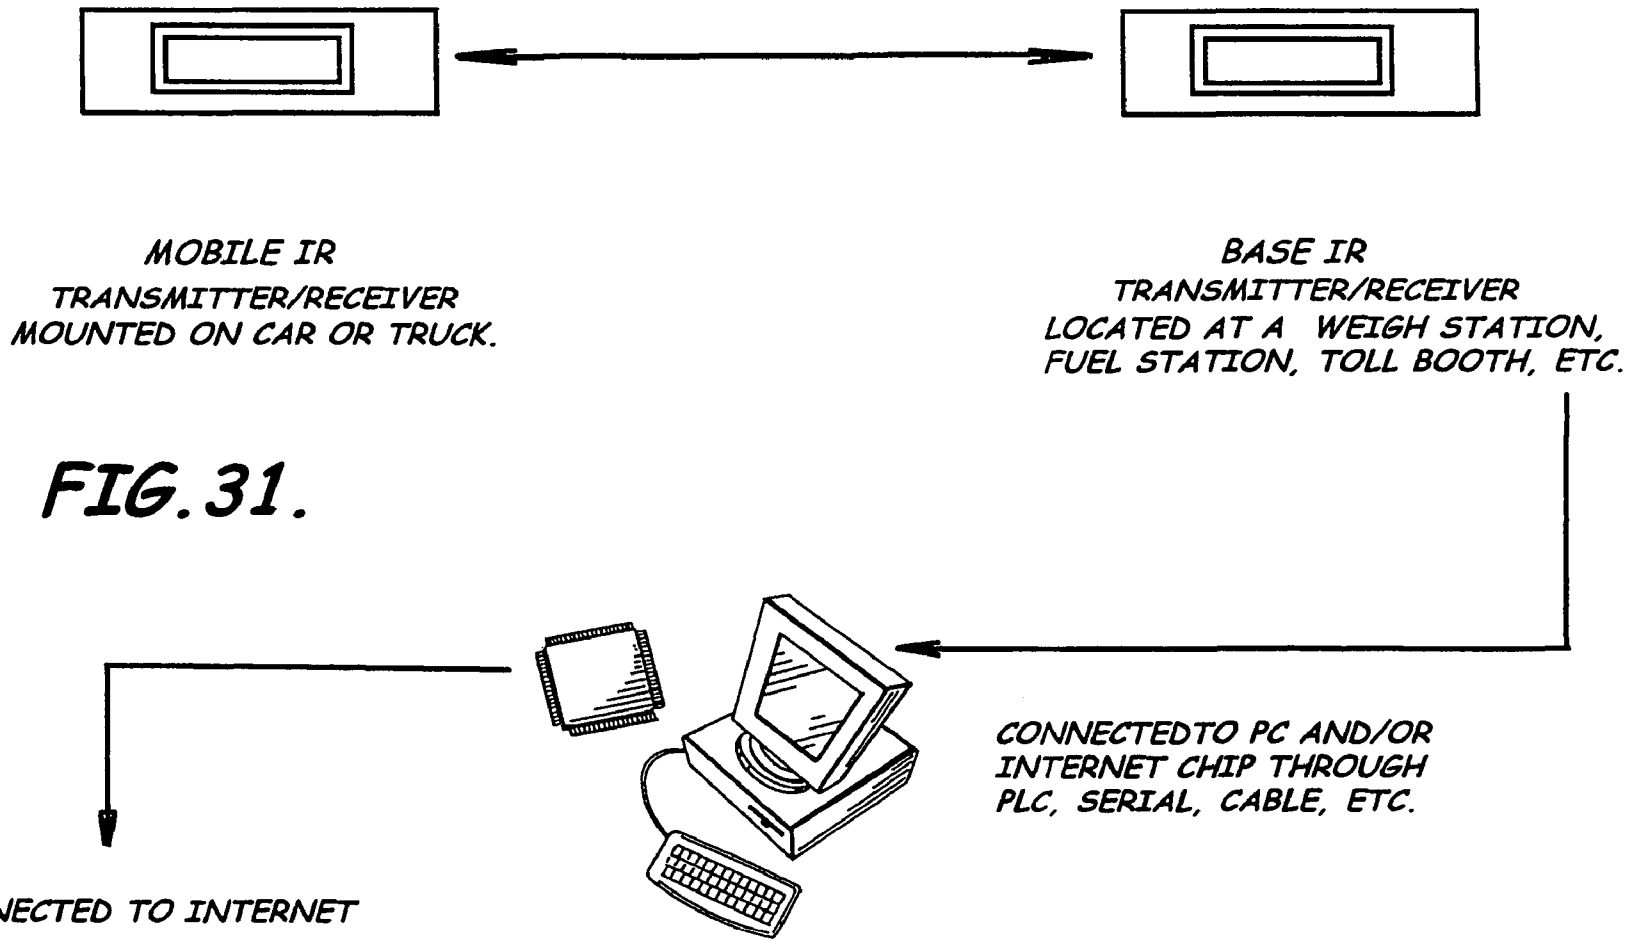 MOBILE IR
TRANSMITTER/RECEIVER
MOUNTED ON CAR OR TRUCK.
BASE IR
TRANSMITTER/RECEIVER
LOCATED AT A WEIGH STATION,
FUEL STATION, TOLL BOOTH, ETC.
FIG. 31.
CONNECTEDTO PC AND/OR
INTERNET CHIP THROUGH
PLC, SERIAL, CABLE, ETC.
NECTED TO INTERNET